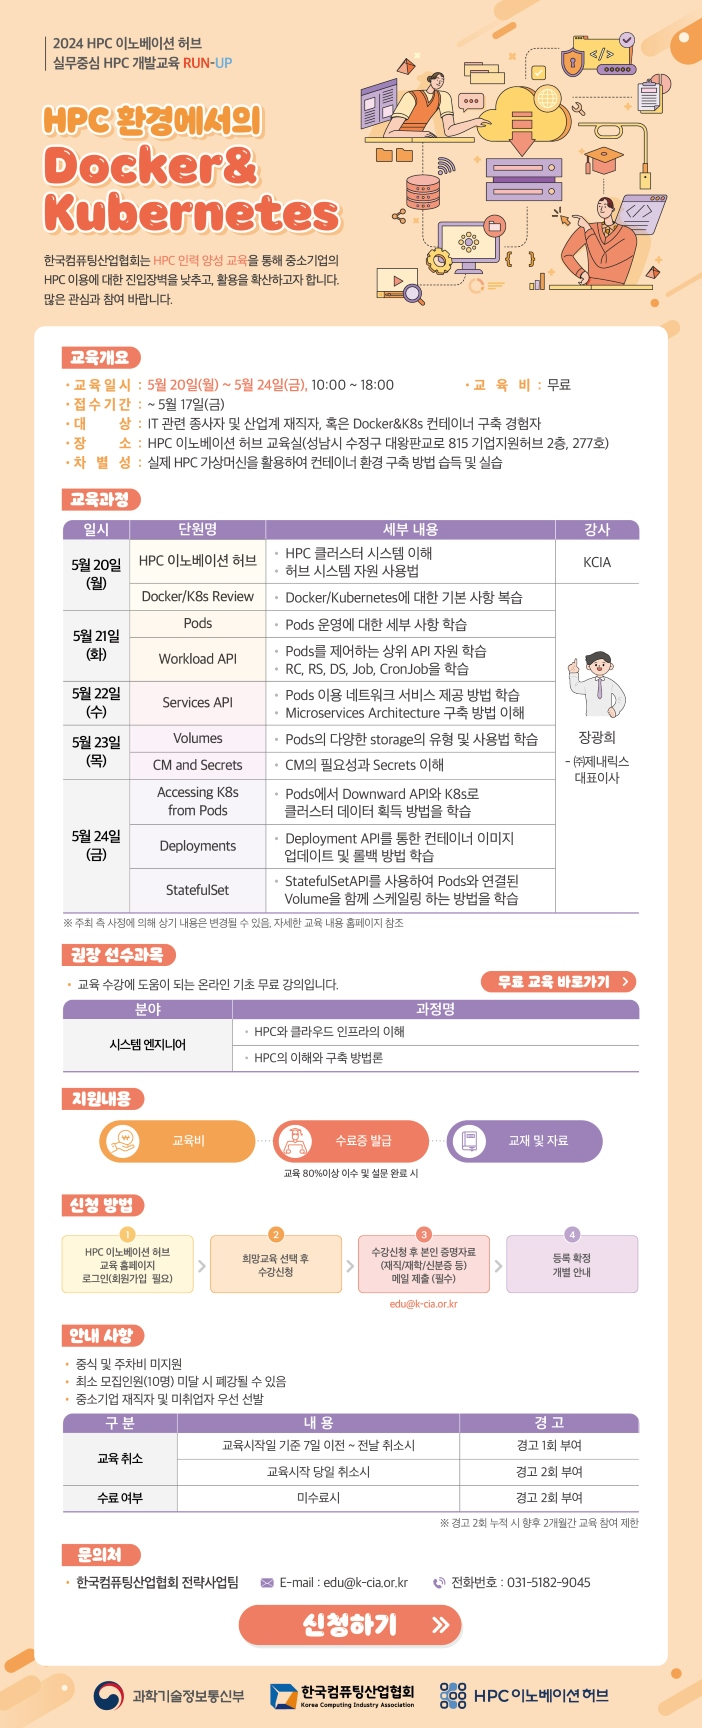 2024 HPC 이노베이션 허브
실무중심 HPC 개발교육 RUN-UP
HPC 환경에서의
Docker&
Kubernetes
한국컴퓨팅산업협회는 HPC 인력 양성 교육을 통해 중소기업의
HPC 이용에 대한 진입장벽을 낮추고, 활용을 확산하고자 합니다.
많은 관심과 참여 바랍니다.
교육개요
· 교육일시 : 5월 20일(월) ~ 5월 24일(금), 10:00 ~ 18:00 · 교 육 비 : 무료
· 접수기간 : ~ 5월 17일(금)
· 대 상 : IT 관련 종사자 및 산업계 재직자, 혹은 Docker&K8s 컨테이너 구축 경험자
· 장 소 : HPC 이노베이션 허브 교육실(성남시 수정구 대왕판교로 815 기업지원허브 2층, 277호)
· 차 별 성 : 실제 HPC 가상머신을 활용하여 컨테이너 환경 구축 방법 습득 및 실습
교육과정
일시 단원명 세부 내용 강사
5월 20일
(월)
HPC 이노베이션 허브
• HPC 클러스터 시스템 이해
• 허브 시스템 자원 사용법
KCIA
Docker/K8s Review
• Docker/Kubernetes에 대한 기본 사항 복습
5월 21일
(화)
Pods
• Pods 운영에 대한 세부 사항 학습
Workload API
• Pods를 제어하는 상위 API 자원 학습
• RC, RS, DS, Job, CronJob을 학습
5월 22일
(수)
Services API
• Pods 이용 네트워크 서비스 제공 방법 학습
• Microservices Architecture 구축 방법 이해
5월 23일
(목)
Volumes
• Pods의 다양한 storage의 유형 및 사용법 학습
CM and Secrets
• CM의 필요성과 Secrets 이해
장광희
- ㈜제내릭스
대표이사
5월 24일
(금)
Accessing K8s
from Pods
• Pods에서 Downward API와 K8s로
클러스터 데이터 획득 방법을 학습
Deployments
• Deployment API를 통한 컨테이너 이미지
업데이트 및 롤백 방법 학습
StatefulSet
• StatefulSetAPI를 사용하여 Pods와 연결된
Volume을 함께 스케일링 하는 방법을 학습
※ 주최 측 사정에 의해 상기 내용은 변경될 수 있음, 자세한 교육 내용 홈페이지 참조
권장 선수과목
• 교육 수강에 도움이 되는 온라인 기초 무료 강의입니다.
무료 교육 바로가기 >
분야 과정명
시스템 엔지니어
• HPC와 클라우드 인프라의 이해
• HPC의 이해와 구축 방법론
지원내용
교육비 수료증 발급 교재 및 자료
교육 80%이상 이수 및 설문 완료 시
신청 방법
1
HPC 이노베이션 허브
교육 홈페이지
로그인(회원가입 필요)
2
희망교육 선택 후
수강신청
3
수강신청 후 본인 증명자료
(재직/재학/신분증 등)
메일 제출 (필수)
edu@k-cia.or.kr
4
등록 확정
개별 안내
안내 사항
• 중식 및 주차비 미지원
• 최소 모집인원(10명) 미달 시 폐강될 수 있음
• 중소기업 재직자 및 미취업자 우선 선발
구 분 내 용 경 고
교육 취소
교육시작일 기준 7일 이전 ~ 전날 취소시 경고 1회 부여
교육시작 당일 취소시 경고 2회 부여
수료 여부 미수료시 경고 2회 부여
※ 경고 2회 누적 시 향후 2개월간 교육 참여 제한
문의처
• 한국컴퓨팅산업협회 전략사업팀 E-mail : edu@k-cia.or.kr 전화번호 : 031-5182-9045
신청하기 »
과학기술정보통신부
한국컴퓨팅산업협회
Korea Computing Industry Association
HPC 이노베이션 허브